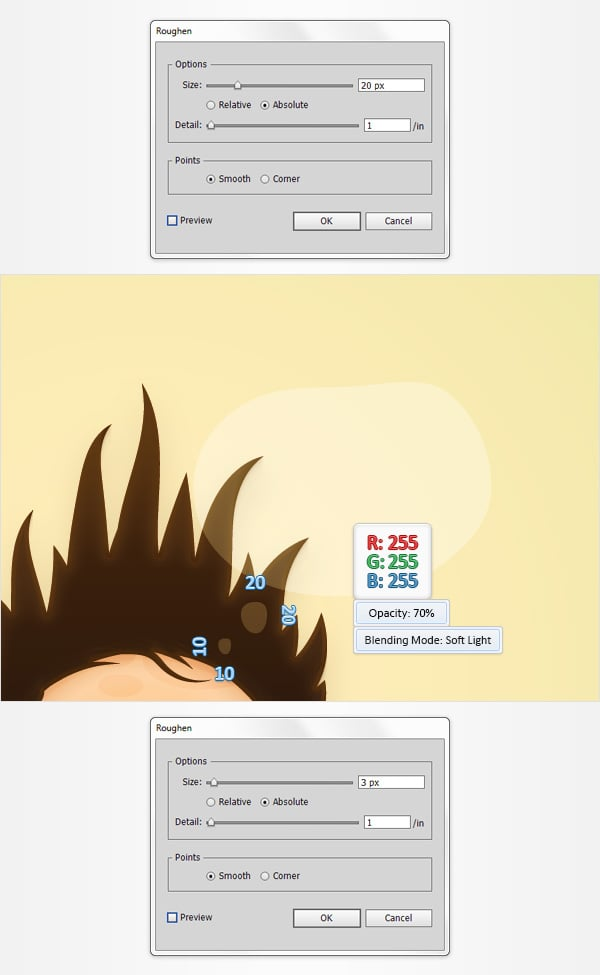 Roughen
Options
Size: 20 px
Relative Absolute
Detail: 1 /in
Points
Smooth Corner
Preview OK Cancel
R: 255
G: 255
B: 255
20
20
Opacity: 70%
10
Blending Mode: Soft Light
10
Roughen
Options
Size: 3 px
Relative Absolute
Detail: 1 /in
Points
Smooth Corner
Preview OK Cancel